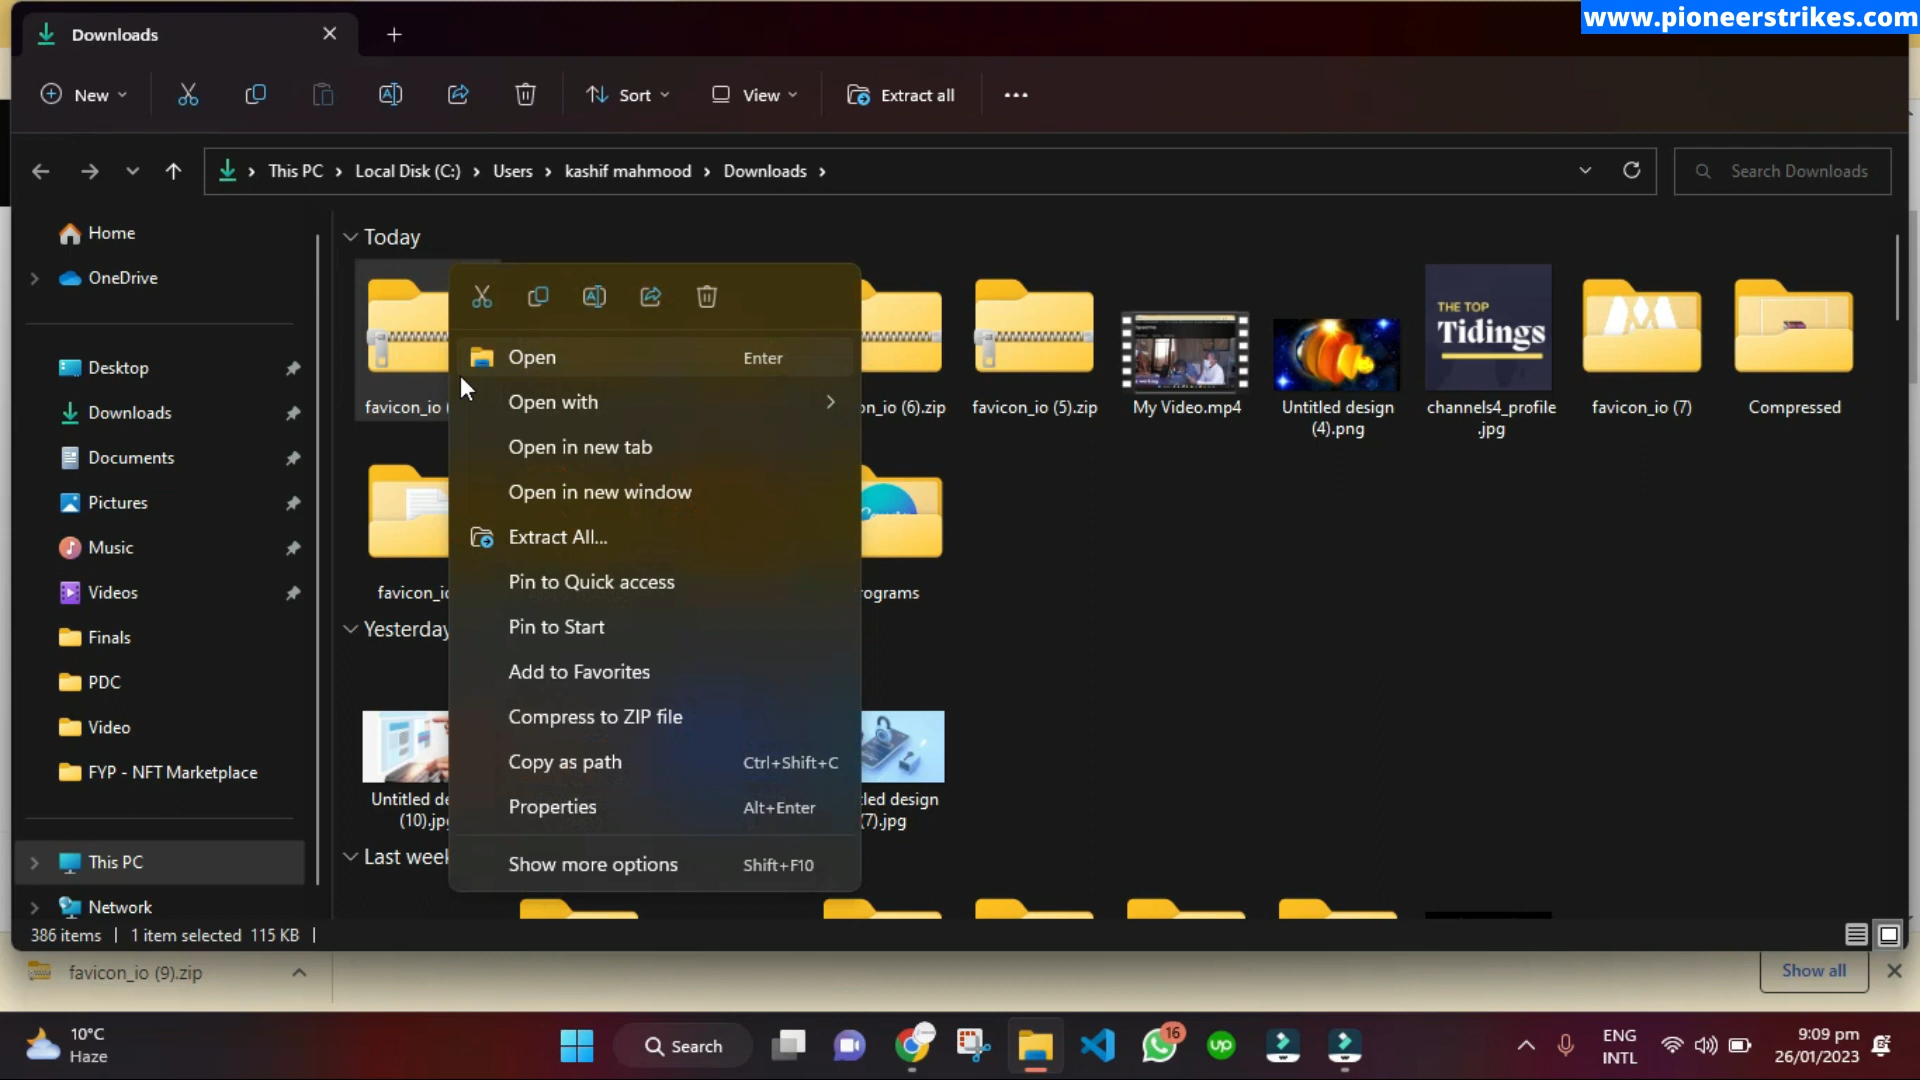 www.pioneerstrikes.com
Downloads
New
Sort
View
Extract all
This PC > Local Disk (C:) > Users > kashif mahmood > Downloads >
Search Downloads
Home
OneDrive
Desktop
Downloads
Documents
Pictures
Music
Videos
Finals
PDC
Video
FYP - NFT Marketplace
This PC
Network
Today
favicon_io
on_io (6).zip
favicon_io (5).zip
My Video.mp4
Untitled design
(4).png
THE TOP
Tidings
channels4_profile
.jpg
favicon_io (7)
Compressed
favicon_io
ograms
Yesterday
Untitled de
(10).jp
led design
(7).jpg
Last week
Open Enter
Open with
Open in new tab
Open in new window
Extract All...
Pin to Quick access
Pin to Start
Add to Favorites
Compress to ZIP file
Copy as path Ctrl+Shift+C
Properties Alt+Enter
Show more options Shift+F10
386 items | 1 item selected 115 KB |
favicon_io (9).zip
Show all
10°C
Haze
Search
16
up
ENG
INTL
9:09 pm
26/01/2023